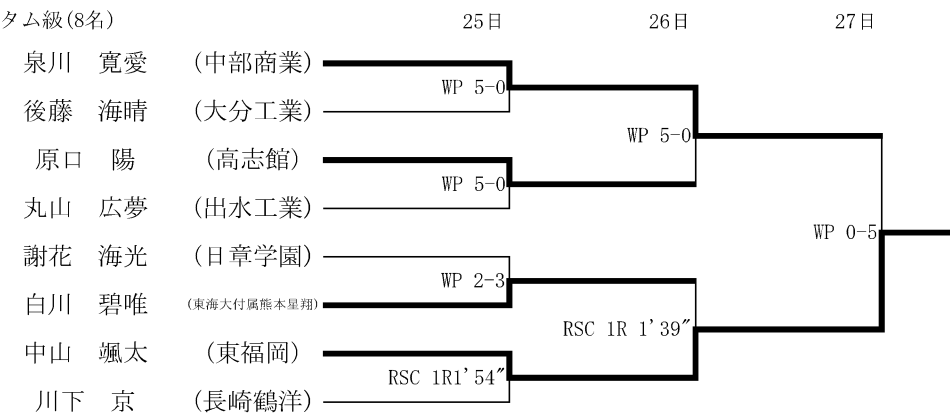 タム級(8名) 25日 26日 27日
泉川 寛愛 (中部商業)
WP 5-0
後藤 海晴 (大分工業)
WP 5-0
原口 陽 (高志館)
WP 5-0
丸山 広夢 (出水工業)
WP 0-5
謝花 海光 (日章学園)
WP 2-3
白川 碧唯 (東海大付属熊本星翔)
RSC 1R 1'39"
中山 颯太 (東福岡)
RSC 1R1'54"
川下 京 (長崎鶴洋)